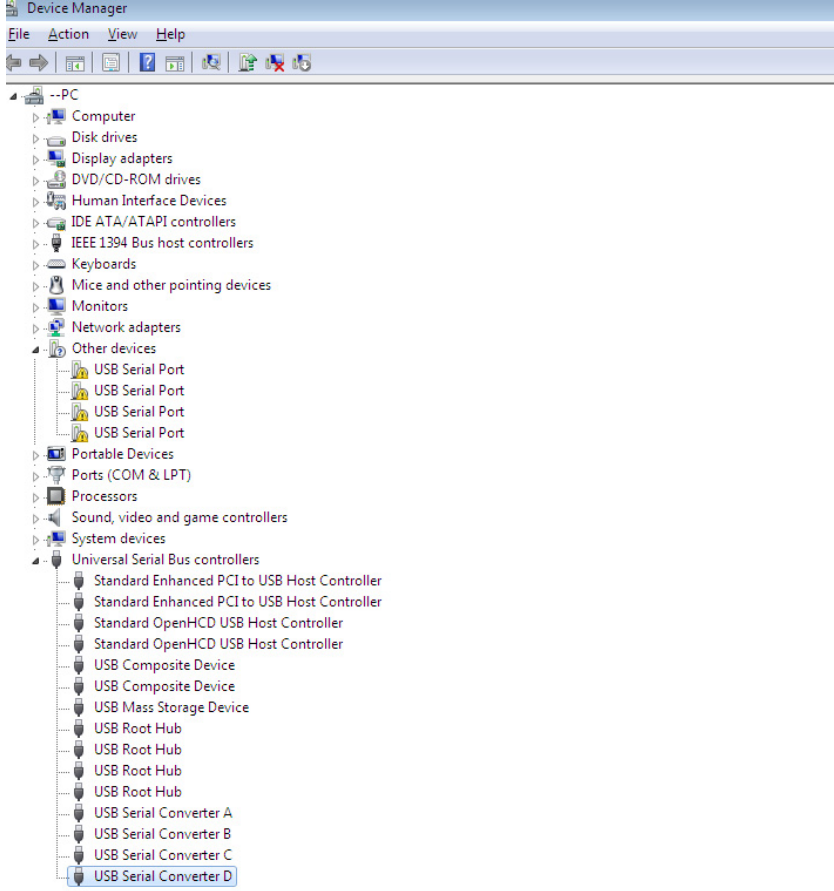 Device Manager
File Action View Help
--PC
Computer
Disk drives
Display adapters
DVD/CD-ROM drives
Human Interface Devices
IDE ATA/ATAPI controllers
IEEE 1394 Bus host controllers
Keyboards
Mice and other pointing devices
Monitors
Network adapters
Other devices
USB Serial Port
USB Serial Port
USB Serial Port
USB Serial Port
Portable Devices
Ports (COM & LPT)
Processors
Sound, video and game controllers
System devices
Universal Serial Bus controllers
Standard Enhanced PCI to USB Host Controller
Standard Enhanced PCI to USB Host Controller
Standard OpenHCD USB Host Controller
Standard OpenHCD USB Host Controller
USB Composite Device
USB Composite Device
USB Mass Storage Device
USB Root Hub
USB Root Hub
USB Root Hub
USB Root Hub
USB Serial Converter A
USB Serial Converter B
USB Serial Converter C
USB Serial Converter D